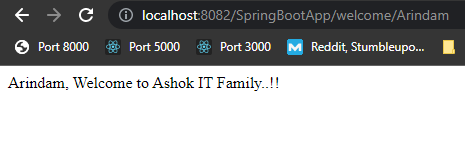 localhost:8082/SpringBootApp/welcome/Arindam
Port 8000 Port 5000 Port 3000 Reddit, Stumbleupo...
Arindam, Welcome to Ashok IT Family..!!